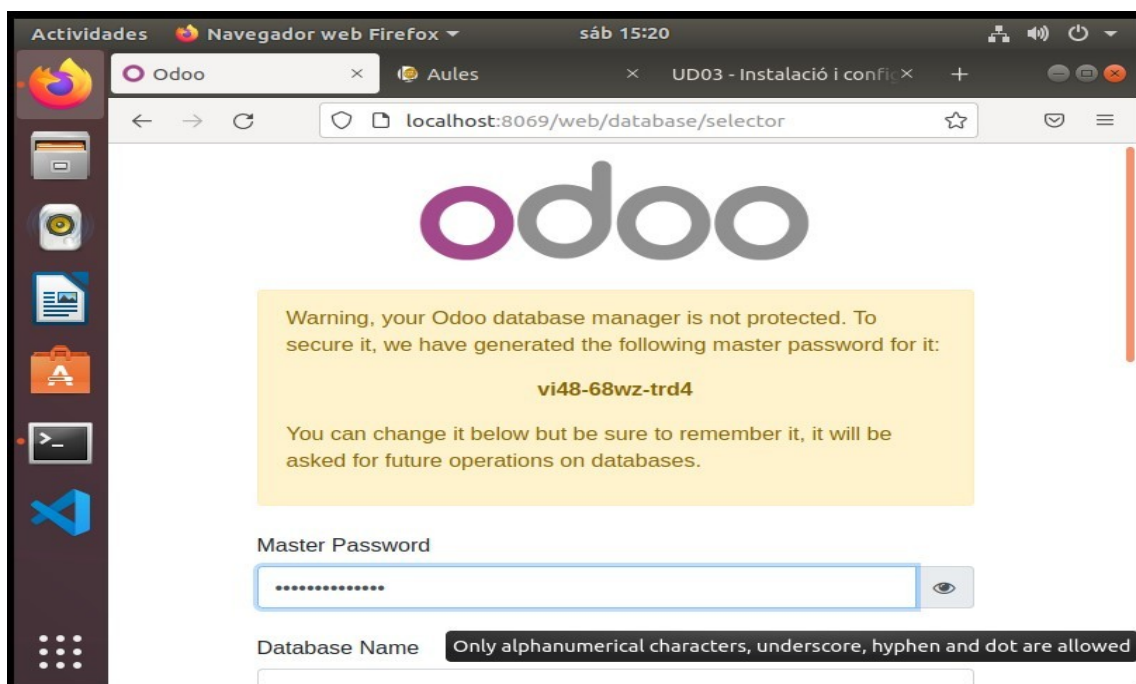 Actividades Navegador web Firefox sáb 15:20
Odoo Aules UD03 - Instalació i config
localhost:8069/web/database/selector
odoo
Warning, your Odoo database manager is not protected. To
secure it, we have generated the following master password for it:
vi48-68wz-trd4
You can change it below but be sure to remember it, it will be
asked for future operations on databases.
Master Password
••••••••••••••
Database Name Only alphanumerical characters, underscore, hyphen and dot are allowed